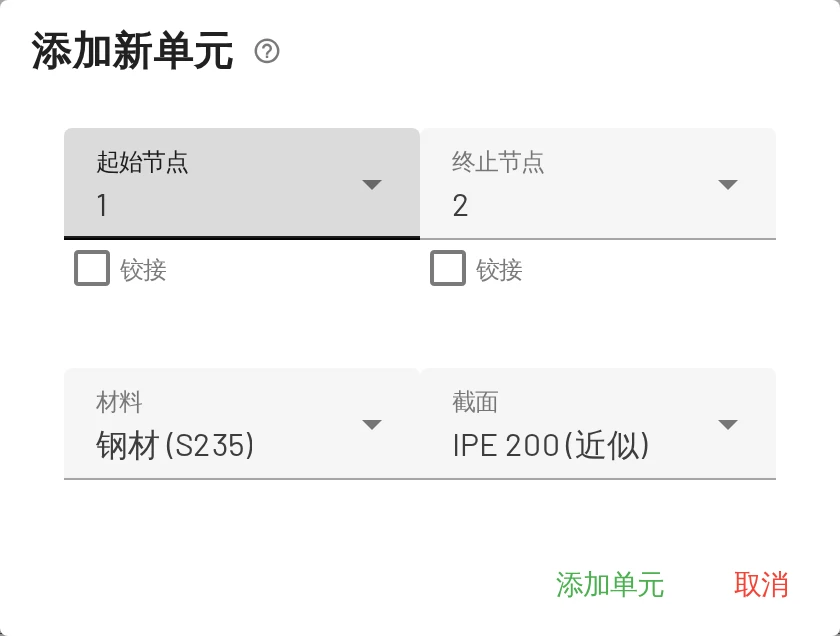 添加新单元
起始节点
终止节点
1
2
铰接
铰接
材料
截面
钢材 (S235)
IPE 200 (近似)
添加单元
取消